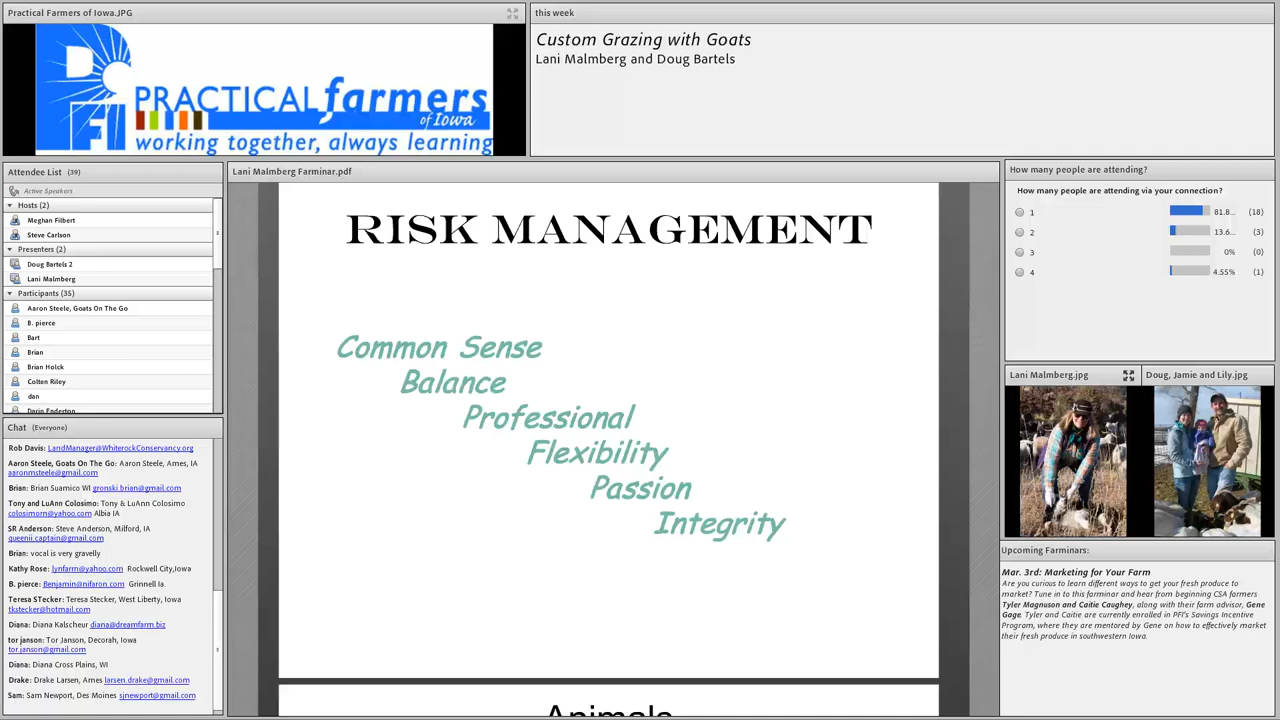 Practical Farmers of Iowa.JPG
PFI
PRACTICAL farmers
of Iowa
working together, always learning
this week
Custom Grazing with Goats
Lani Malmberg and Doug Bartels
Attendee List (39)
Active Speakers
Hosts (2)
Meghan Filbert
Steve Carlson
Presenters (2)
Doug Bartels 2
Lani Malmberg
Participants (35)
Aaron Steele, Goats On The Go
B. pierce
Bart
Brian
Brian Holck
Colten Riley
dan
Darin Enderton
Chat (Everyone)
Rob Davis: LandManager@WhiterockConservancy.org
Aaron Steele, Goats On The Go: Aaron Steele, Ames, IA
aaronmsteele@gmail.com
Brian: Brian Suamico WI gronski.brian@gmail.com
Tony and LuAnn Colosimo: Tony & LuAnn Colosimo
colosimorn@yahoo.com Albia IA
SR Anderson: Steve Anderson, Milford, IA
queenii.captain@gmail.com
Brian: vocal is very gravelly
Kathy Rose: lynfarm@yahoo.com Rockwell City,Iowa
B. pierce: Benjamin@nifaron.com Grinnell Ia.
Teresa STecker: Teresa Stecker, West Liberty, Iowa
tkstecker@hotmail.com
Diana: Diana Kalscheur diana@dreamfarm.biz
tor janson: Tor Janson, Decorah, Iowa
tor.janson@gmail.com
Diana: Diana Cross Plains, WI
Drake: Drake Larsen, Ames larsen.drake@gmail.com
Sam: Sam Newport, Des Moines sjnewport@gmail.com
Lani Malmberg Farminar.pdf
RISK MANAGEMENT
Common Sense
Balance
Professional
Flexibility
Passion
Integrity
Animals
How many people are attending?
How many people are attending via your connection?
1 81.8... (18)
2 13.6... (3)
3 0% (0)
4 4.55% (1)
Lani Malmberg.jpg
Doug, Jamie and Lily.jpg
Upcoming Farminars:
Mar. 3rd: Marketing for Your Farm
Are you curious to learn different ways to get your fresh produce to
market? Tune in to this farminar and hear from beginning CSA farmers
Tyler Magnuson and Caitie Caughey, along with their farm advisor, Gene
Gage. Tyler and Caitie are currently enrolled in PFI's Savings Incentive
Program, where they are mentored by Gene on how to effectively market
their fresh produce in southwestern Iowa.